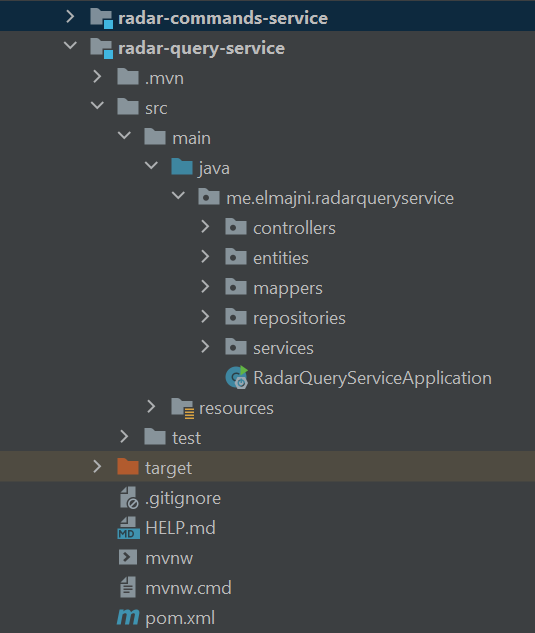 radar-commands-service
radar-query-service
.mvn
src
main
java
me.elmajni.radarqueryservice
controllers
entities
mappers
repositories
services
RadarQueryServiceApplication
resources
test
target
.gitignore
MD HELP.md
mvnw
mvnw.cmd
m pom.xml